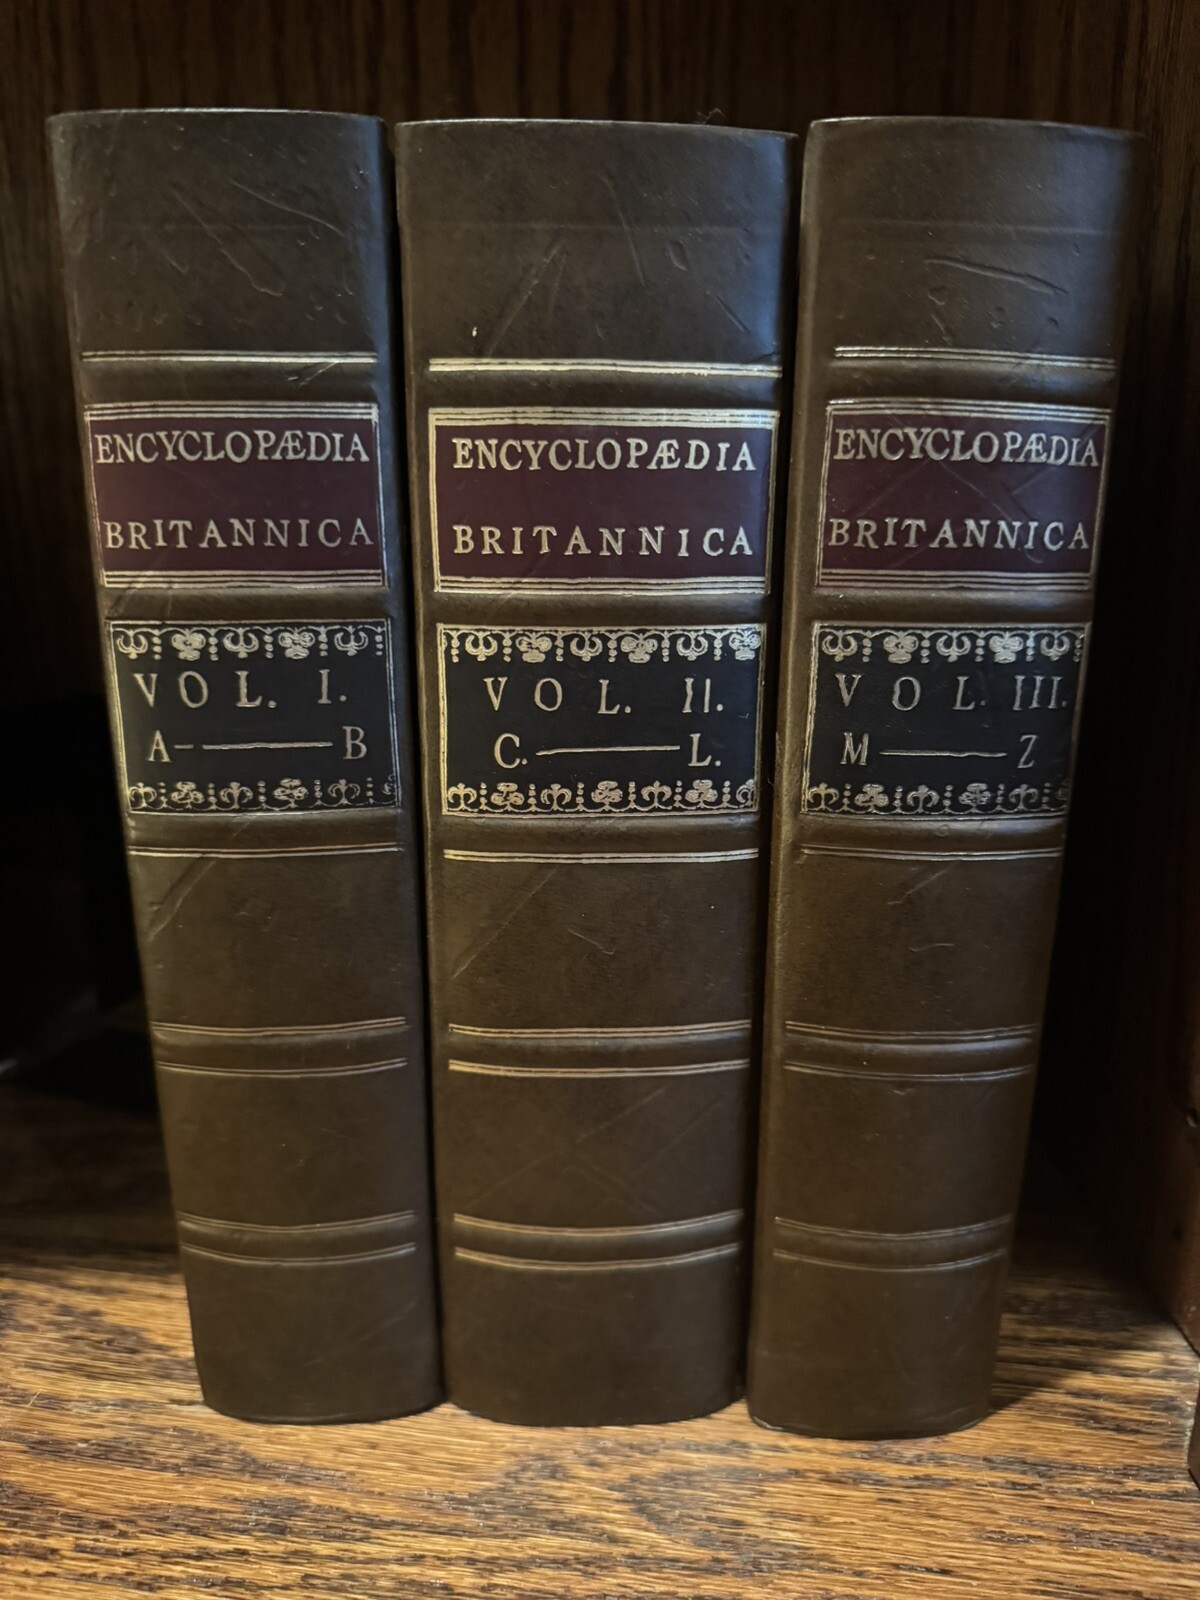 ENCYCLOPÆDIA
BRITANNICA
VOL. I.
A — B
ENCYCLOPÆDIA
BRITANNICA
VOL. II.
C. — L.
ENCYCLOPÆDIA
BRITANNICA
VOL. III.
M — Z